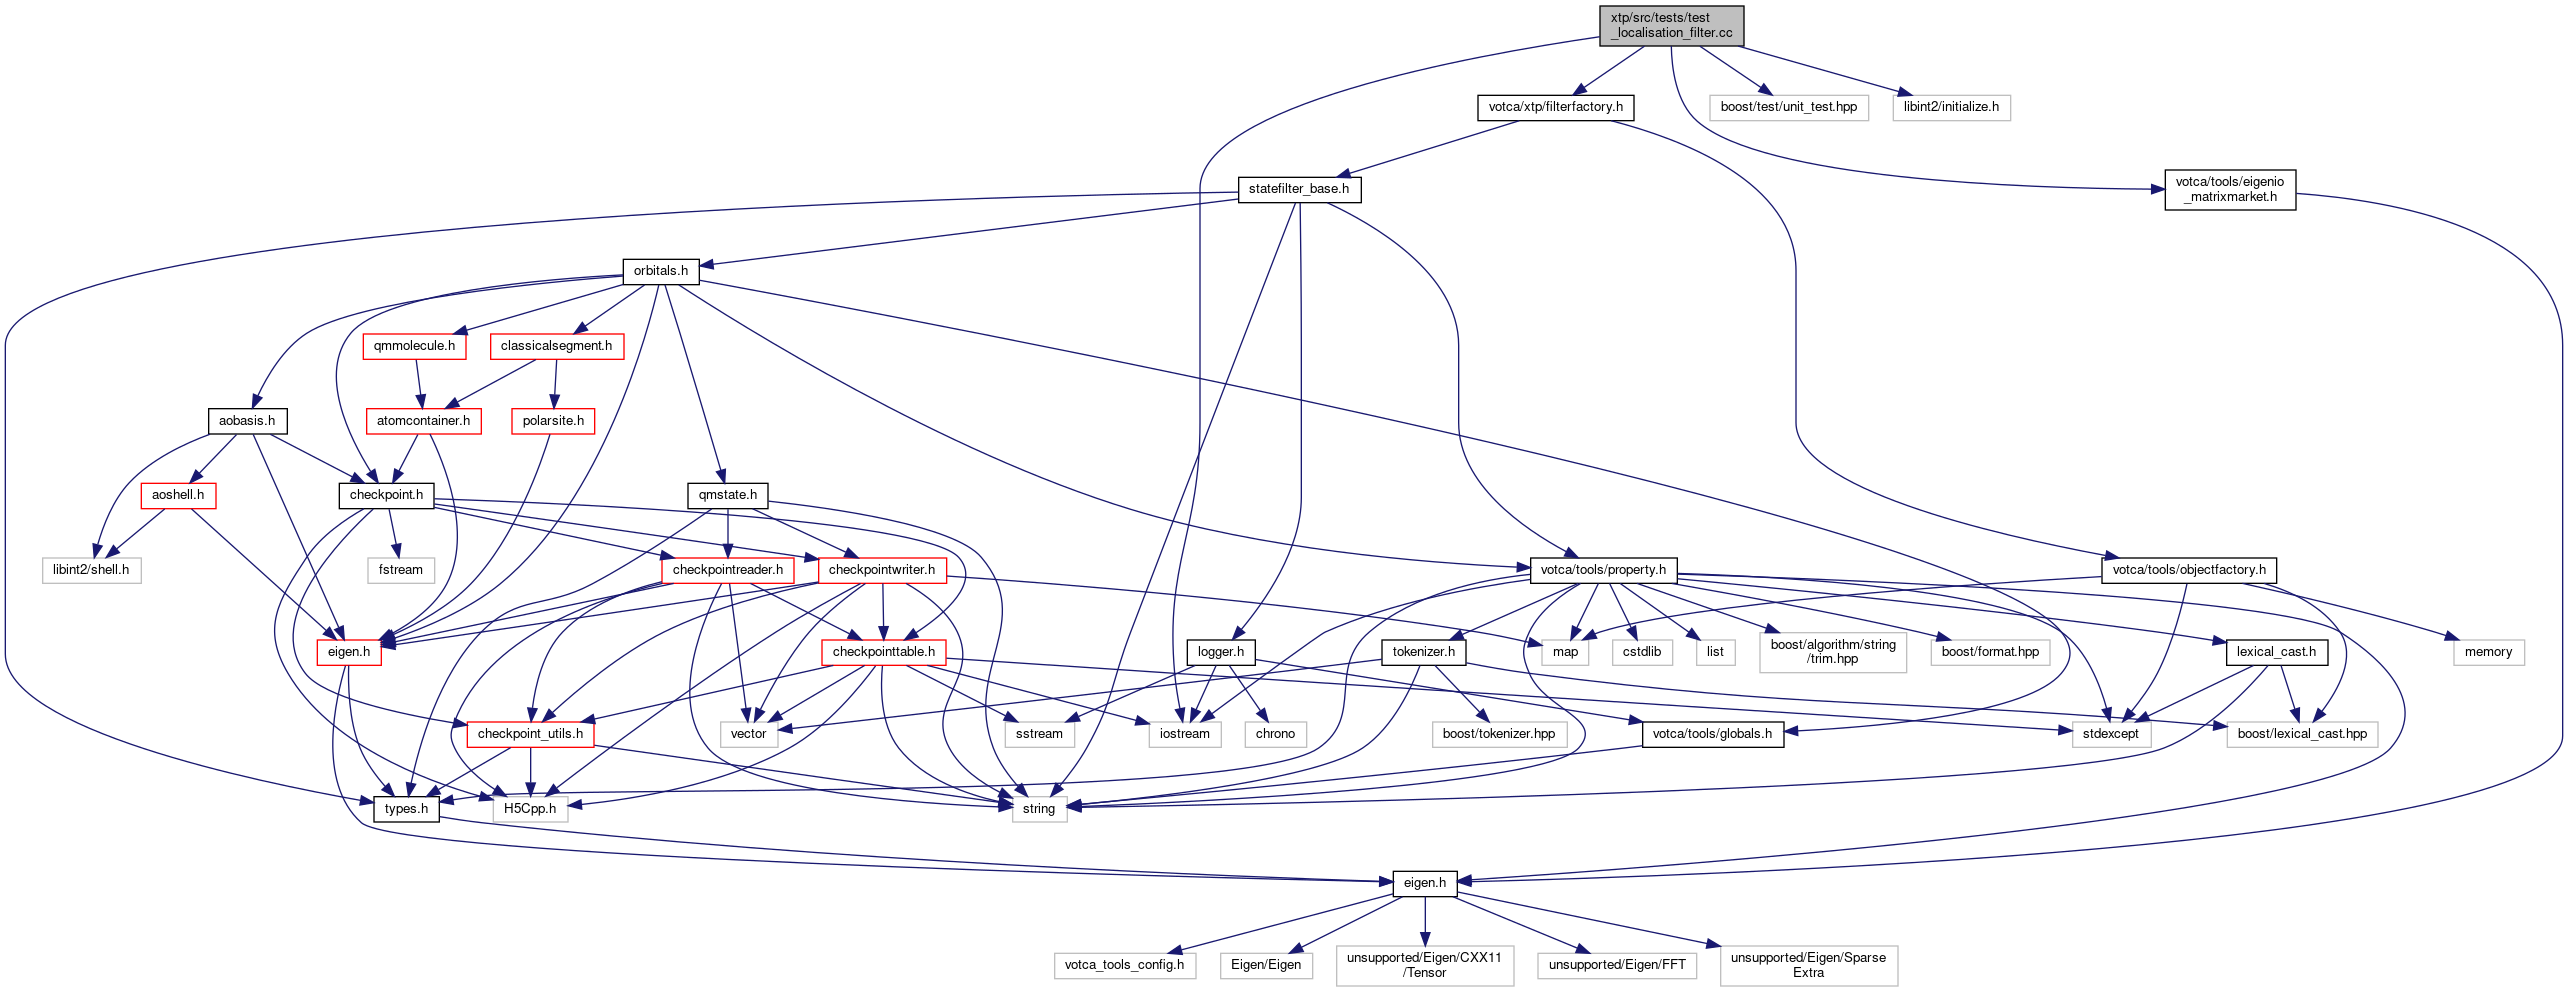 xtp/src/tests/test
_localisation_filter.cc
votca/xtp/filterfactory.h
boost/test/unit_test.hpp
libint2/initialize.h
statefilter_base.h
votca/tools/eigenio
_matrixmarket.h
orbitals.h
qmmolecule.h
classicalsegment.h
aobasis.h
atomcontainer.h
polarsite.h
aoshell.h
checkpoint.h
qmstate.h
libint2/shell.h
fstream
checkpointreader.h
checkpointwriter.h
votca/tools/property.h
votca/tools/objectfactory.h
eigen.h
checkpointtable.h
logger.h
tokenizer.h
map
cstdlib
list
boost/algorithm/string
/trim.hpp
boost/format.hpp
lexical_cast.h
memory
checkpoint_utils.h
vector
sstream
iostream
chrono
boost/tokenizer.hpp
votca/tools/globals.h
stdexcept
boost/lexical_cast.hpp
types.h
H5Cpp.h
string
eigen.h
votca_tools_config.h
Eigen/Eigen
unsupported/Eigen/CXX11
/Tensor
unsupported/Eigen/FFT
unsupported/Eigen/Sparse
Extra